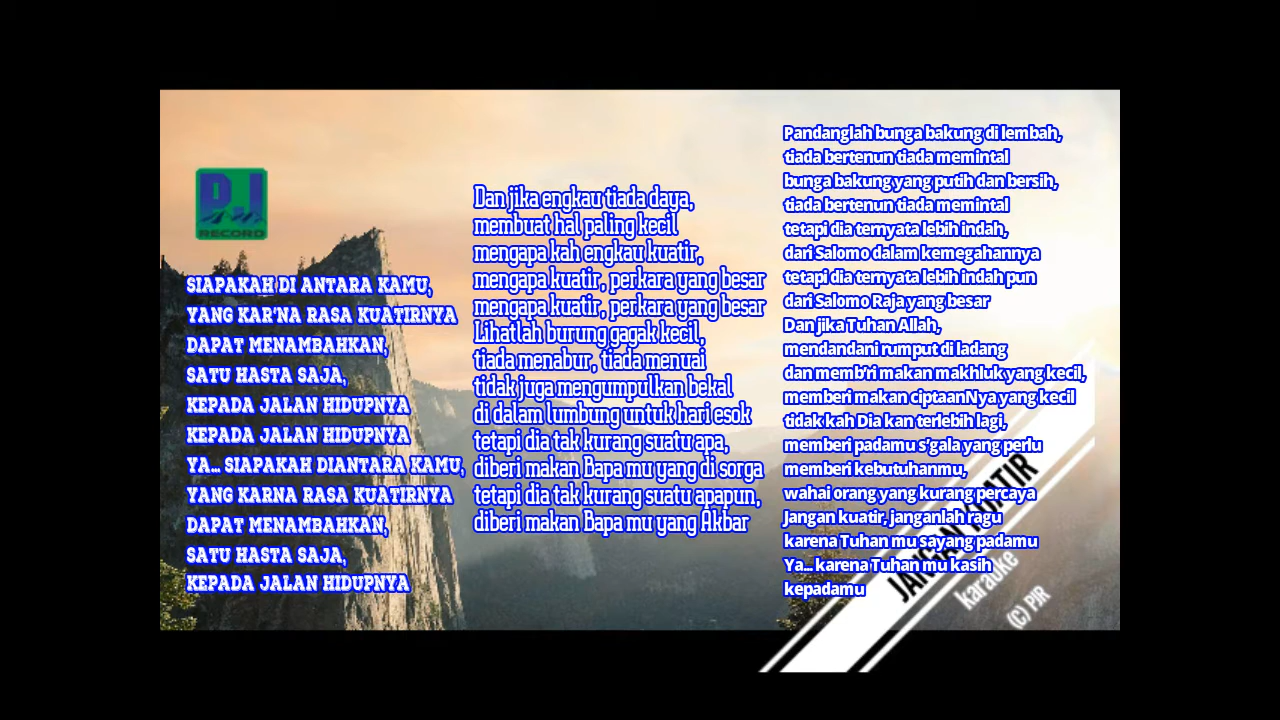 PJ
RECORD
SIAPAKAH DI ANTARA KAMU,
YANG KAR'NA RASA KUATIRNYA
DAPAT MENAMBAHKAN,
SATU HASTA SAJA,
KEPADA JALAN HIDUPNYA
KEPADA JALAN HIDUPNYA
YA... SIAPAKAH DIANTARA KAMU,
YANG KARNA RASA KUATIRNYA
DAPAT MENAMBAHKAN,
SATU HASTA SAJA,
KEPADA JALAN HIDUPNYA
Dan jika engkau tiada daya,
membuat hal paling kecil
mengapa kah engkau kuatir,
mengapa kuatir, perkara yang besar
mengapa kuatir, perkara yang besar
Lihatlah burung gagak kecil,
tiada menabur, tiada menuai
tidak juga mengumpulkan bekal
di dalam lumbung untuk hari esok
tetapi dia tak kurang suatu apa,
diberi makan Bapa mu yang di sorga
tetapi dia tak kurang suatu apapun,
diberi makan Bapa mu yang Akbar
Pandanglah bunga bakung di lembah,
tiada bertenun tiada memintal
bunga bakung yang putih dan bersih,
tiada bertenun tiada memintal
tetapi dia ternyata lebih indah,
dari Salomo dalam kemegahannya
tetapi dia ternyata lebih indah pun
dari Salomo Raja yang besar
Dan jika Tuhan Allah,
mendandani rumput di ladang
dan memb'ri makan makhluk yang kecil,
memberi makan ciptaanNya yang kecil
tidak kah Dia kan terlebih lagi,
memberi padamu s'gala yang perlu
memberi kebutuhanmu,
wahai orang yang kurang percaya
Jangan kuatir, janganlah ragu
karena Tuhan mu sayang padamu
Ya... karena Tuhan mu kasih
kepadamu
JANGAN KUATIR
karaoke
(C) PJR